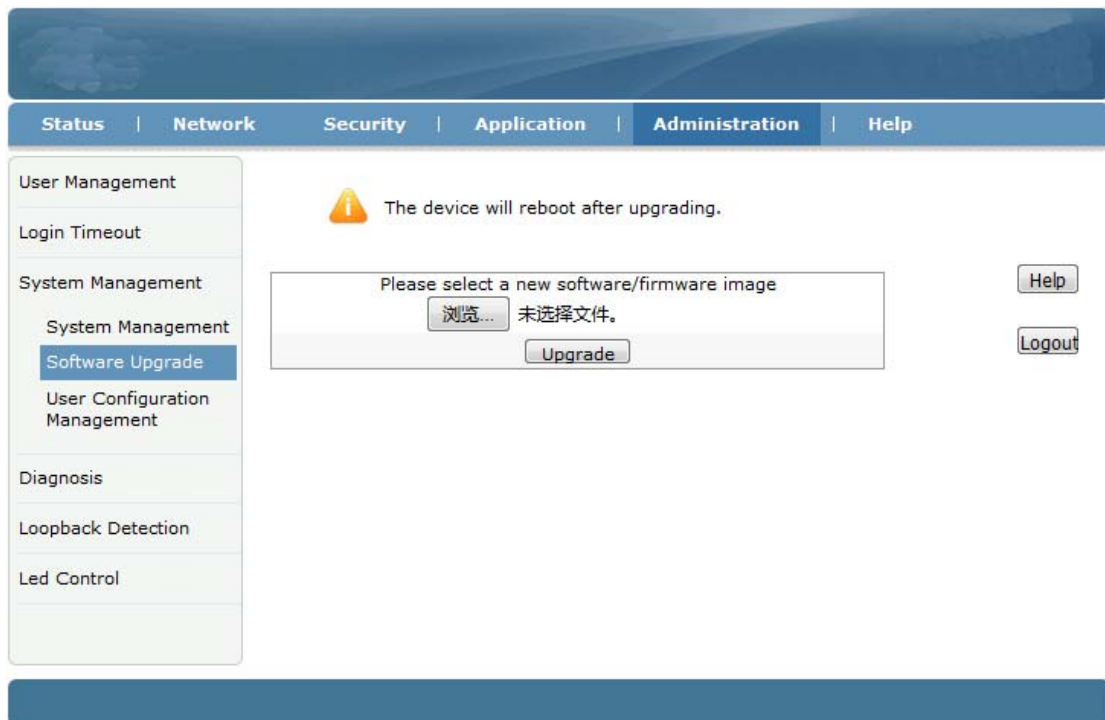 Status | Network Security | Application | Administration | Help
User Management
Login Timeout
System Management
System Management
Software Upgrade
User Configuration
Management
Diagnosis
Loopback Detection
Led Control
The device will reboot after upgrading.
Please select a new software/firmware image
浏览... 未选择文件。
Upgrade
Help
Logout